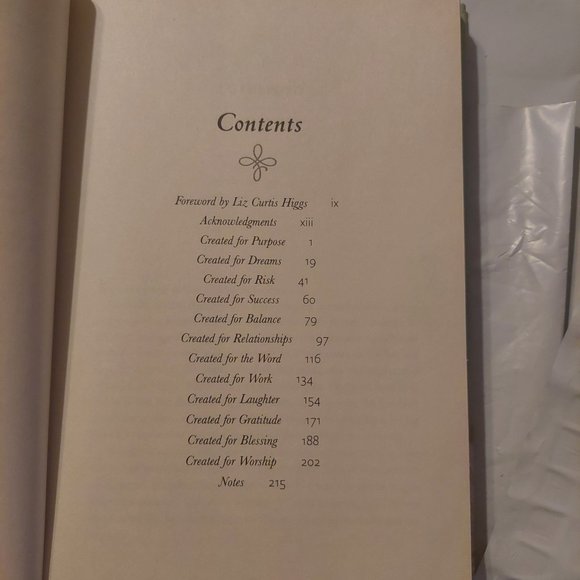 Contents
Foreword by Liz Curtis Higgs ix
Acknowledgments xiii
Created for Purpose 1
Created for Dreams 19
Created for Risk 41
Created for Success 60
Created for Balance 79
Created for Relationships 97
Created for the Word 116
Created for Work 134
Created for Laughter 154
Created for Gratitude 171
Created for Blessing 188
Created for Worship 202
Notes 215